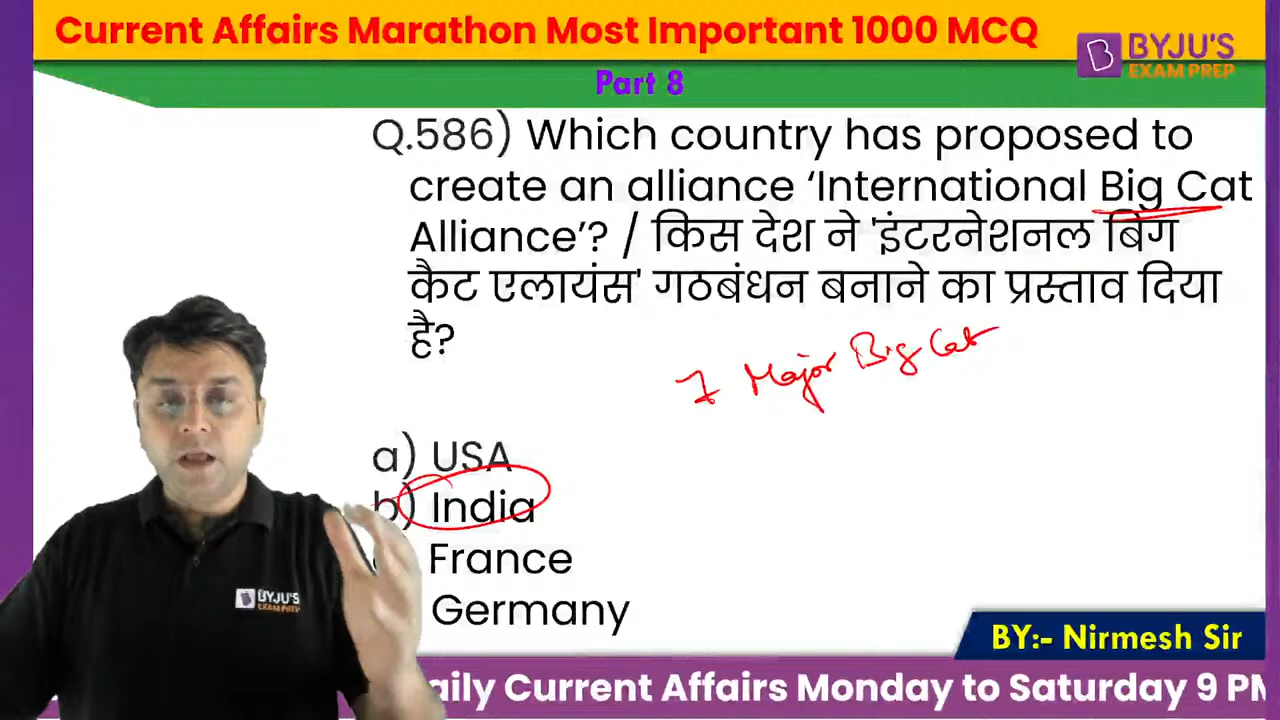 Current Affairs Marathon Most Important 1000 MCQ
BYJU'S
EXAM PREP
Part 8
Q.586) Which country has proposed to
create an alliance ‘International Big Cat
Alliance’? / किस देश ने 'इंटरनेशनल बिग
कैट एलायंस' गठबंधन बनाने का प्रस्ताव दिया
है?
7 Major Big Cat
a) USA
b) India
France
Germany
BYJU'S
EXAM PREP
BY:- Nirmesh Sir
aily Current Affairs Monday to Saturday 9 PM